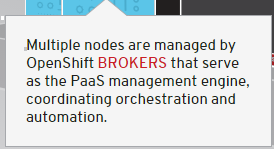 Multiple nodes are managed by
OpenShift BROKERS that serve
as the PaaS management engine,
coordinating orchestration and
automation.